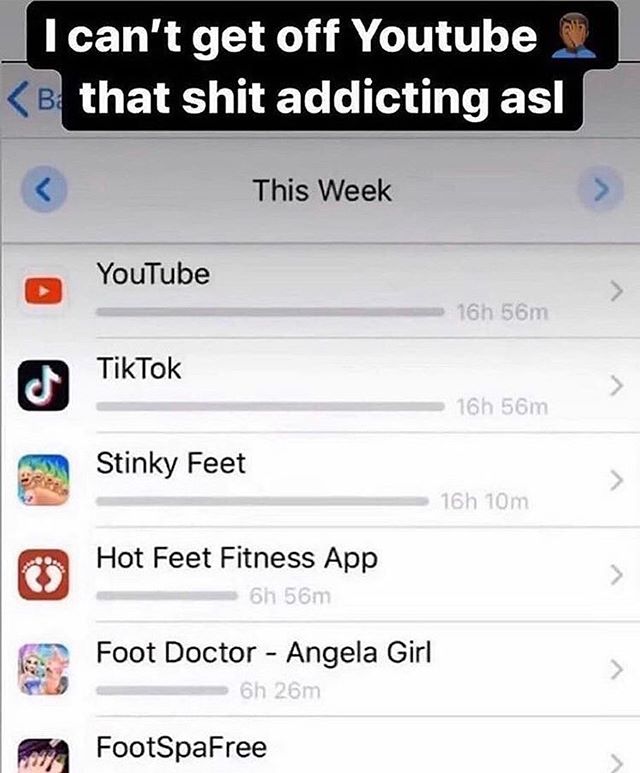 I can't get off Youtube 🤦🏾‍♂️
that shit addicting asl
This Week
YouTube
16h 56m
TikTok
16h 56m
Stinky Feet
16h 10m
Hot Feet Fitness App
6h 56m
Foot Doctor - Angela Girl
6h 26m
FootSpaFree